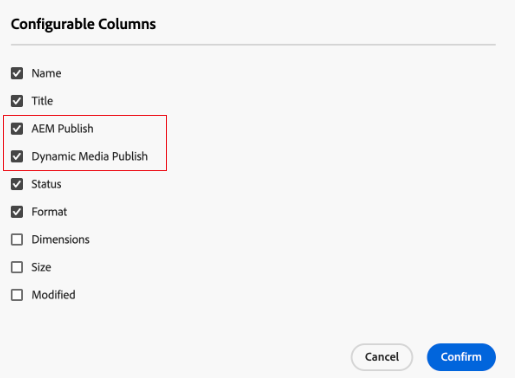 Configurable Columns
Name
Title
AEM Publish
Dynamic Media Publish
Status
Format
Dimensions
Size
Modified
Cancel Confirm